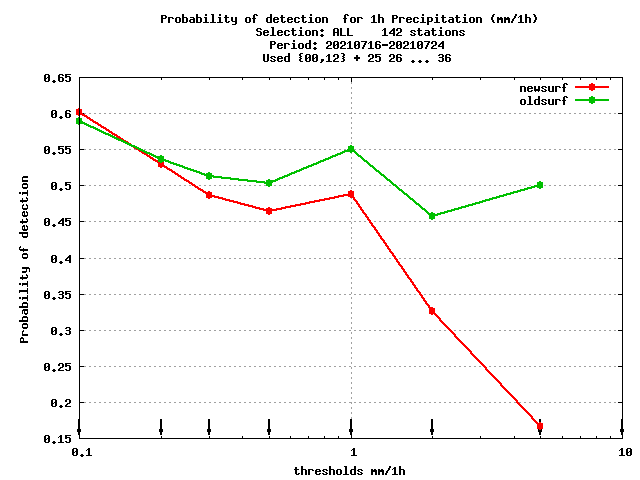 Probability of detection  for 1h Precipitation (mm/1h)
Selection: ALL    142 stations
Period: 20210716-20210724
Used {00,12} + 25 26 ... 36
newsurf
oldsurf
Probability of detection
0.65
0.6
0.55
0.5
0.45
0.4
0.35
0.3
0.25
0.2
0.15
0.1 1 10
thresholds mm/1h